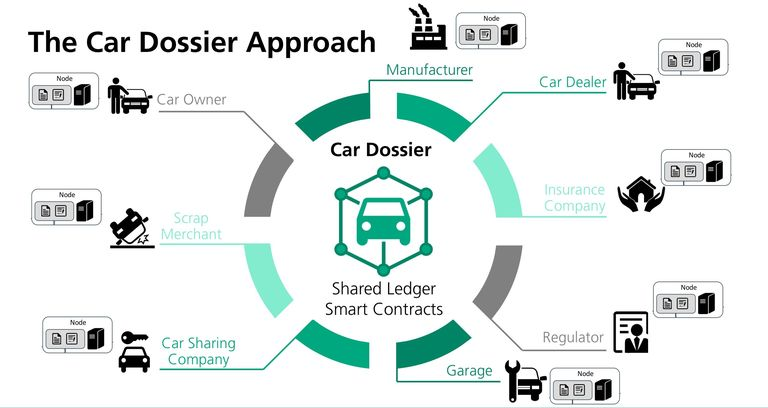 The Car Dossier Approach
Node
Manufacturer
Node
Car Dealer
Node
Insurance
Company
Node
Regulator
Node
Garage
Node
Car Sharing
Company
Node
Scrap
Merchant
Node
Car Owner
Car Dossier
Shared Ledger
Smart Contracts